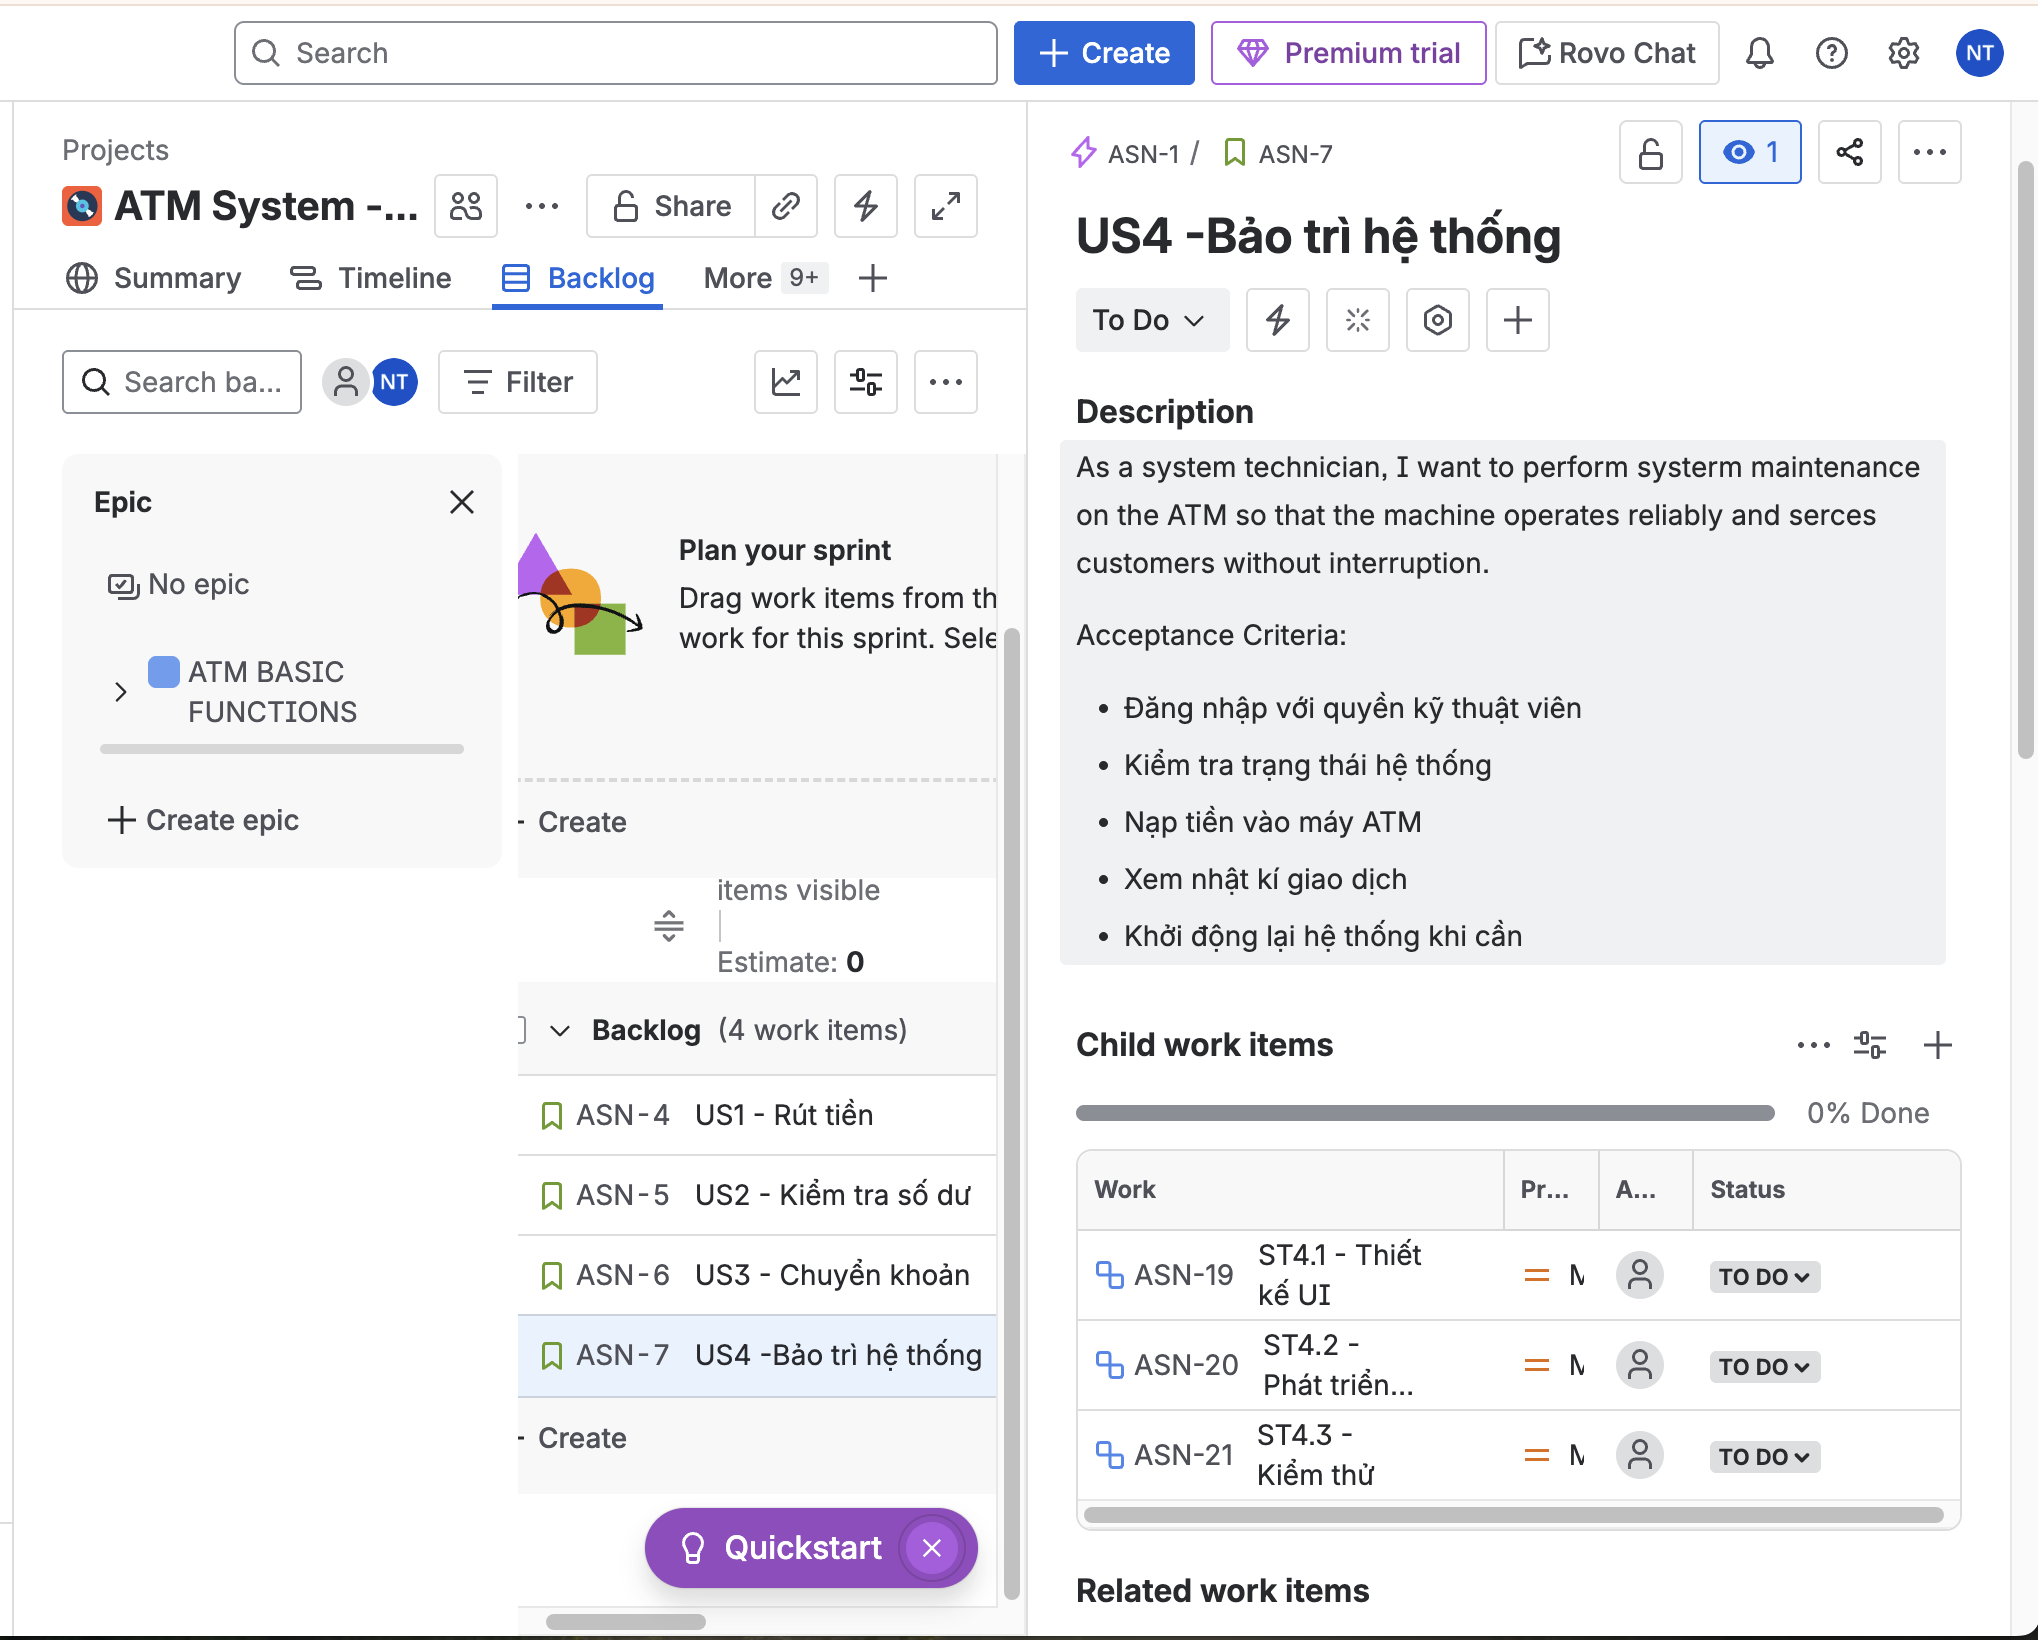 Search
Create
Premium trial
Rovo Chat
NT
Projects
ATM System -...
Share
Summary
Timeline
Backlog
More 9+
Search ba...
NT
Filter
Epic
No epic
ATM BASIC
FUNCTIONS
Create epic
Plan your sprint
Drag work items from th
work for this sprint. Sele
Create
items visible
Estimate: 0
Backlog (4 work items)
ASN-4 US1 - Rút tiền
ASN-5 US2 - Kiểm tra số dư
ASN-6 US3 - Chuyển khoản
ASN-7 US4 -Bảo trì hệ thống
Create
Quickstart
ASN-1 / ASN-7
1
US4 -Bảo trì hệ thống
To Do
Description
As a system technician, I want to perform systerm maintenance
on the ATM so that the machine operates reliably and serces
customers without interruption.
Acceptance Criteria:
• Đăng nhập với quyền kỹ thuật viên
• Kiểm tra trạng thái hệ thống
• Nạp tiền vào máy ATM
• Xem nhật kí giao dịch
• Khởi động lại hệ thống khi cần
Child work items
0% Done
Work Pr... A... Status
ASN-19 ST4.1 - Thiết
kế UI
M
TO DO
ASN-20 ST4.2 -
Phát triển...
M
TO DO
ASN-21 ST4.3 -
Kiểm thử
M
TO DO
Related work items